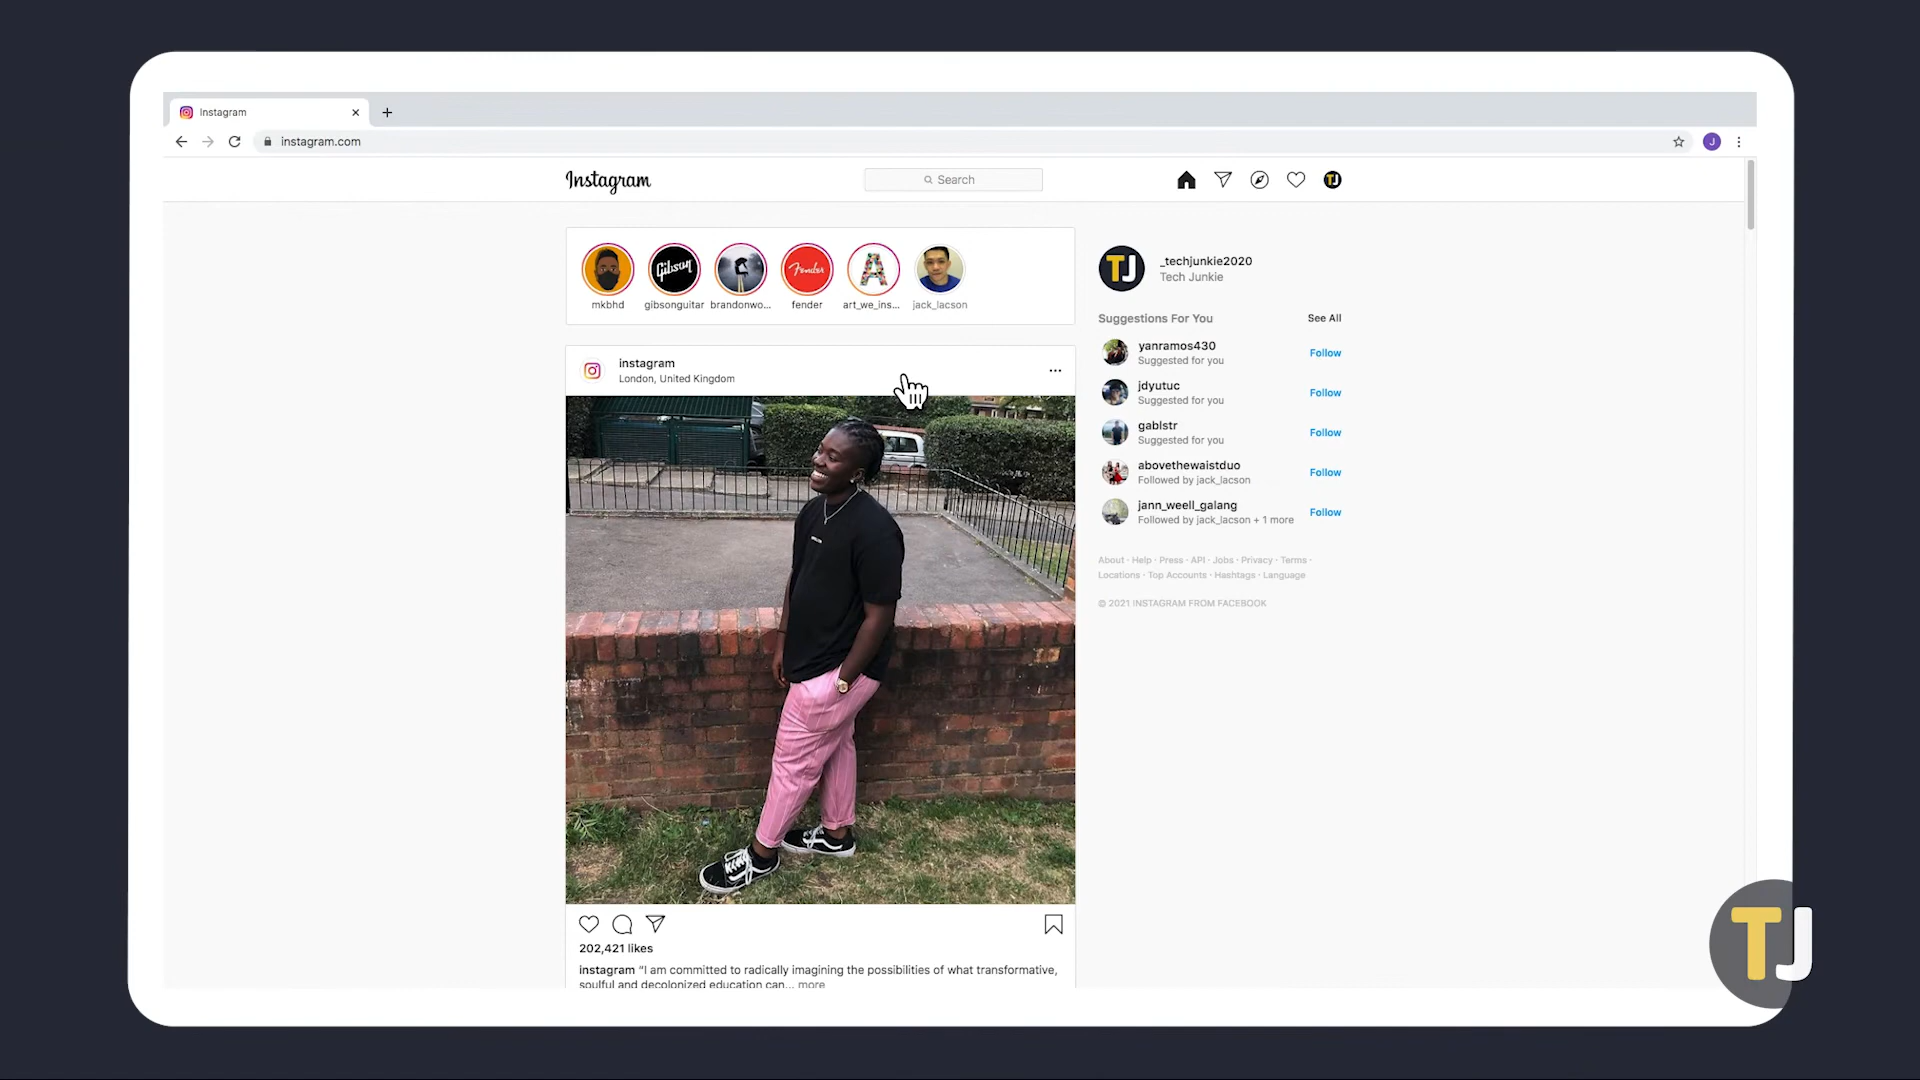 Instagram
instagram.com
J
Instagram
Search
TJ
Gibson
Fender
A
mkbhd
gibsonguitar
brandonwo...
fender
art_we_ins...
jack_lacson
TJ
_techjunkie2020
Tech Junkie
Suggestions For You
See All
yanramos430
Suggested for you
Follow
jdyutuc
Suggested for you
Follow
gablstr
Suggested for you
Follow
abovethewaistduo
Followed by jack_lacson
Follow
jann_weell_galang
Followed by jack_lacson + 1 more
Follow
About · Help · Press · API · Jobs · Privacy · Terms ·
Locations · Top Accounts · Hashtags · Language
© 2021 INSTAGRAM FROM FACEBOOK
instagram
London, United Kingdom
202,421 likes
instagram “I am committed to radically imagining the possibilities of what transformative,
soulful and decolonized education can... more
TJ